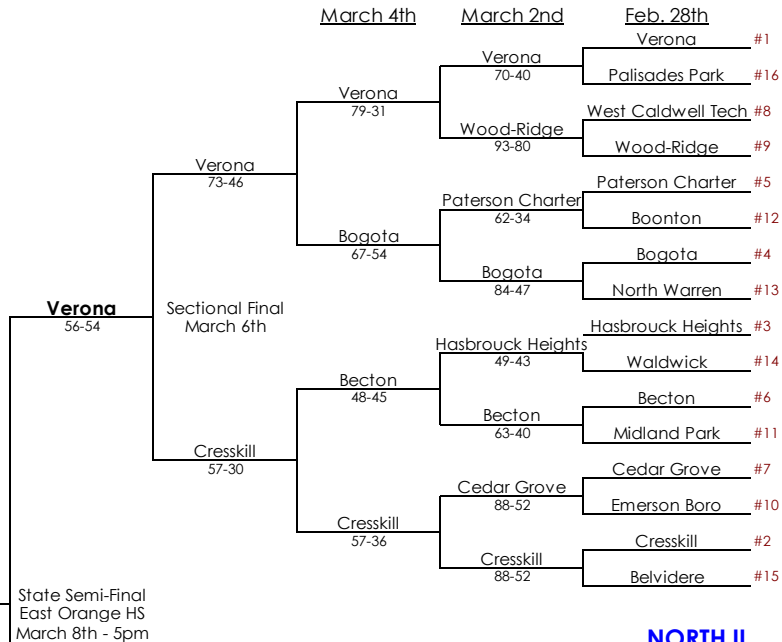 March 4th March 2nd Feb. 28th
Verona #1
Verona
70-40
Palisades Park #16
Verona
79-31
West Caldwell Tech #8
Wood-Ridge
93-80
Wood-Ridge #9
Verona
73-46
Paterson Charter #5
Paterson Charter
62-34
Boonton #12
Bogota
67-54
Bogota #4
Bogota
84-47
North Warren #13
Verona
56-54
Sectional Final
March 6th
Hasbrouck Heights #3
Hasbrouck Heights
49-43
Waldwick #14
Becton
48-45
Becton #6
Becton
63-40
Midland Park #11
Cresskill
57-30
Cedar Grove #7
Cedar Grove
88-52
Emerson Boro #10
Cresskill
57-36
Cresskill #2
Cresskill
88-52
Belvidere #15
State Semi-Final
East Orange HS
March 8th - 5pm
NORTH II